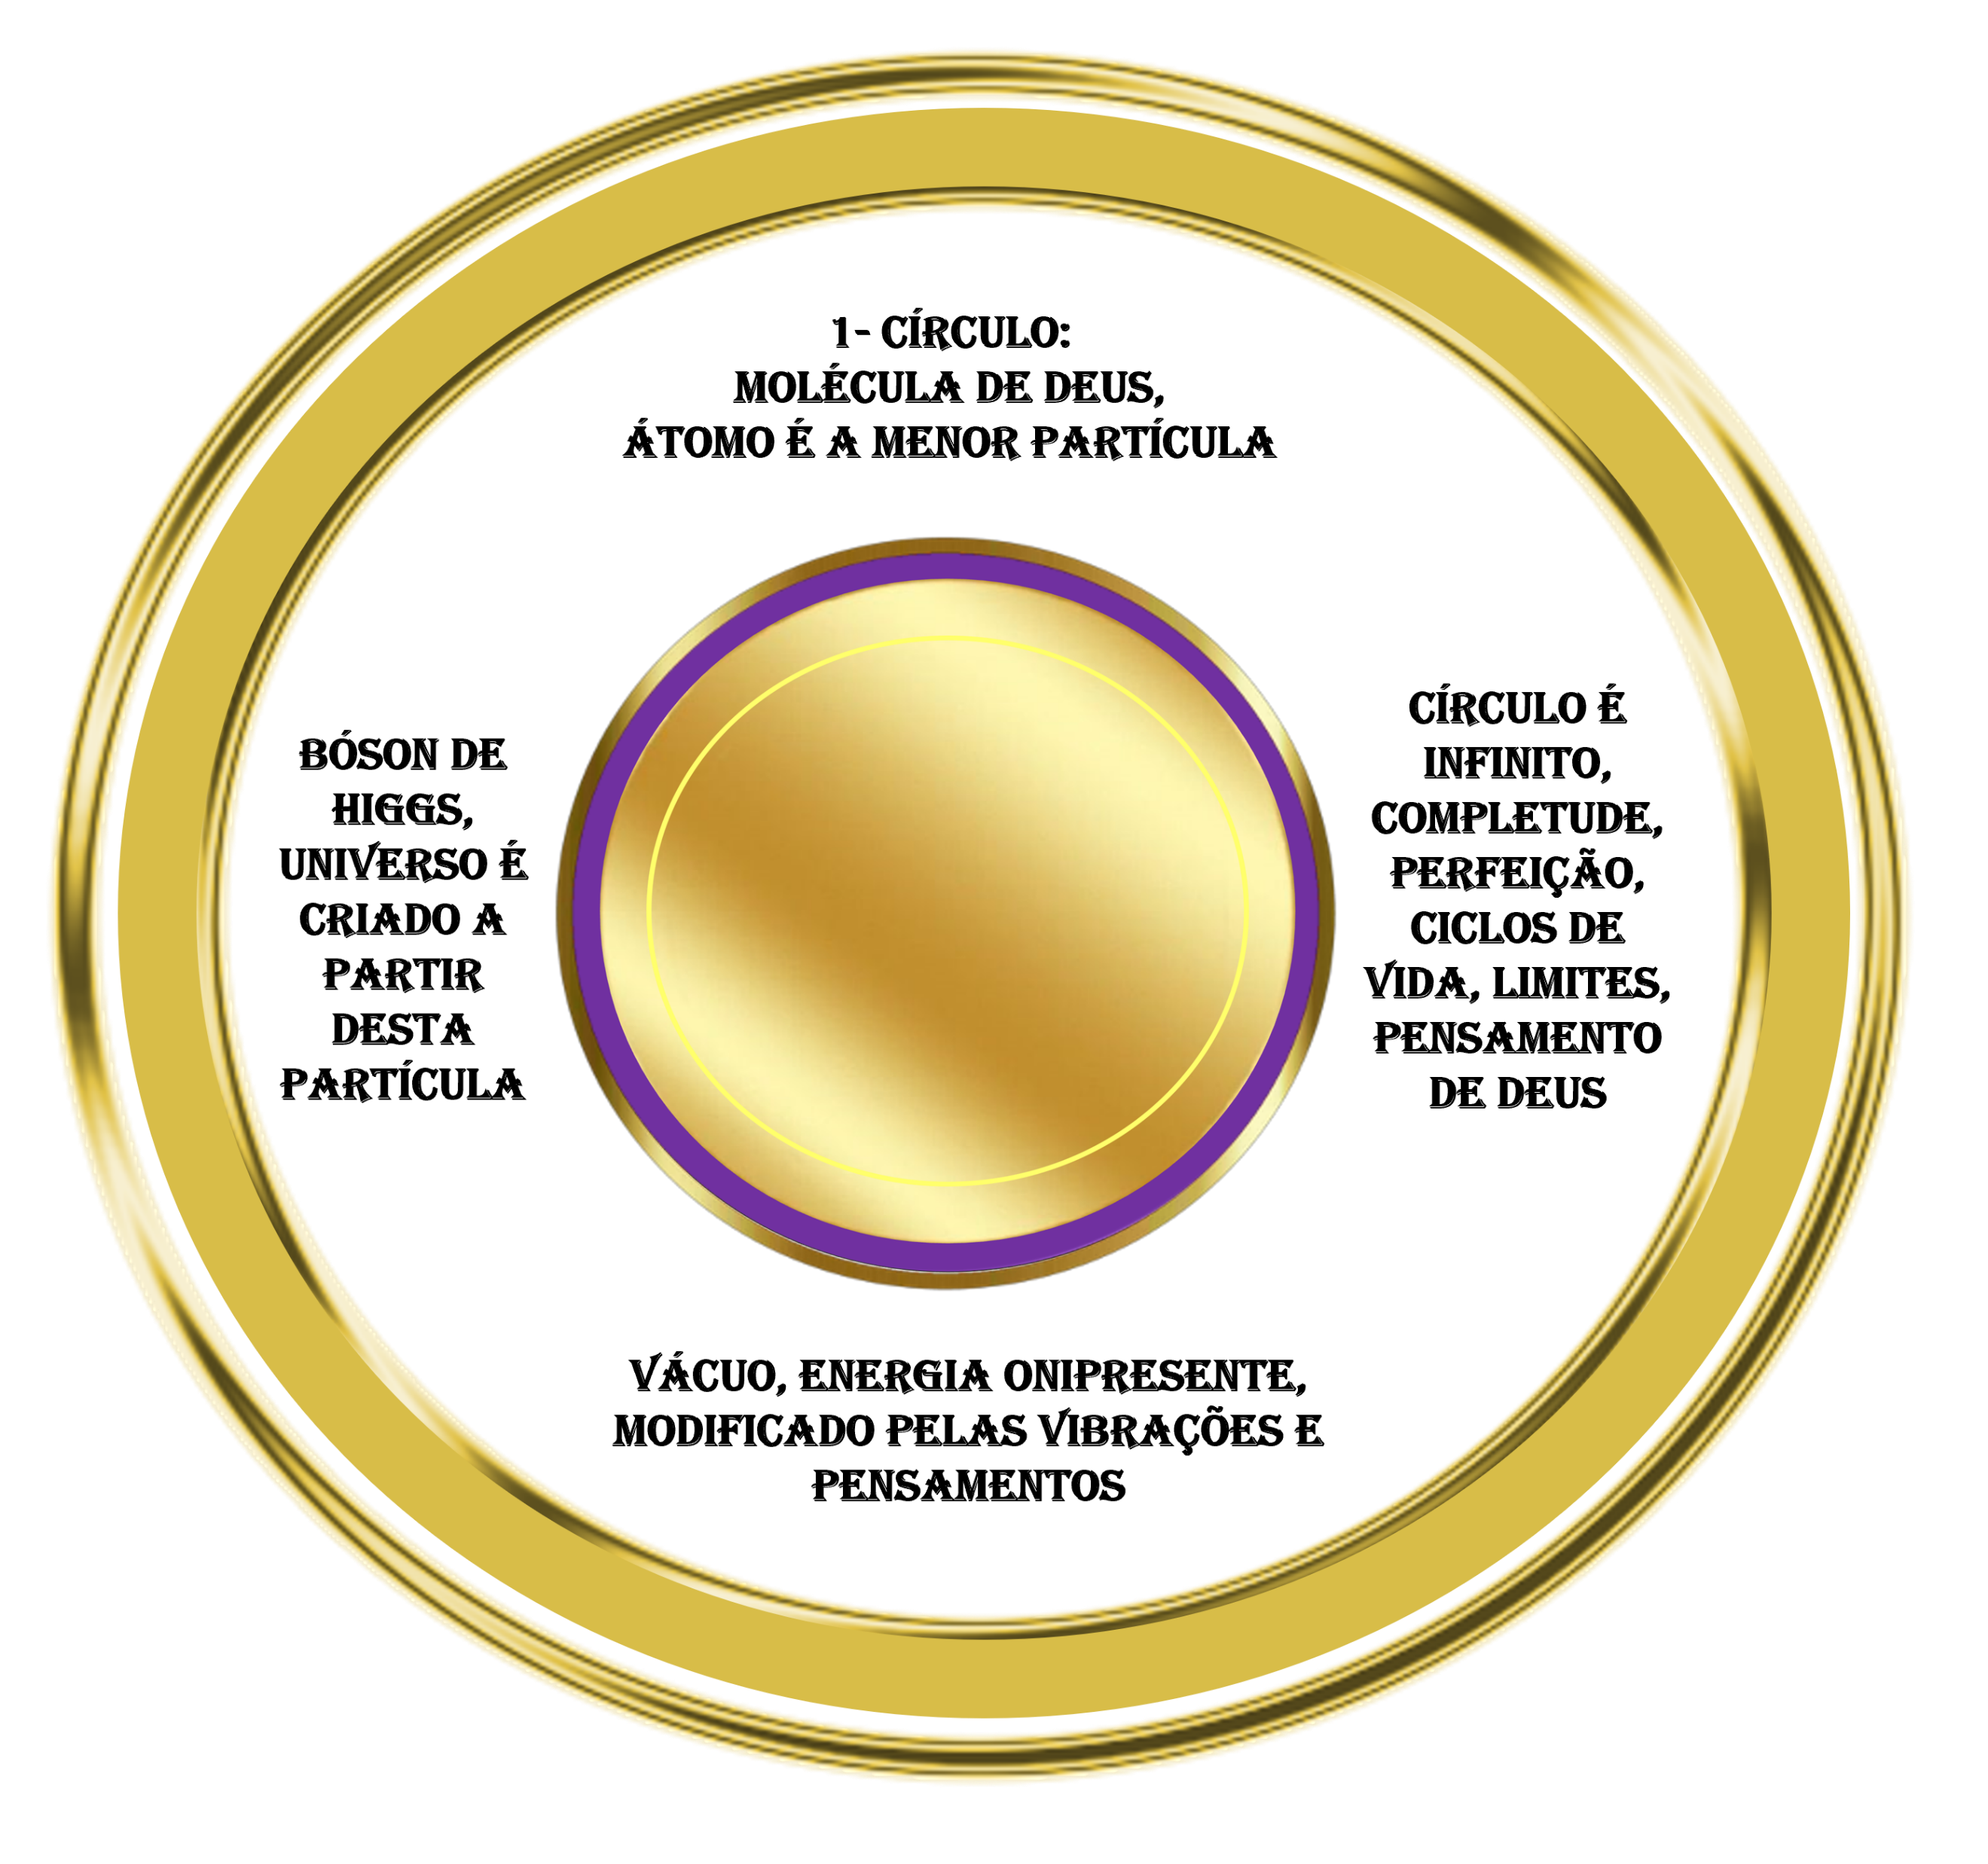 1- CÍRCULO:
MOLÉCULA DE DEUS,
ÁTOMO É A MENOR PARTÍCULA
BÓSON DE
HIGGS,
UNIVERSO É
CRIADO A
PARTIR
DESTA
PARTÍCULA
CÍRCULO É
INFINITO,
COMPLETUDE,
PERFEIÇÃO,
CICLOS DE
VIDA, LIMITES,
PENSAMENTO
DE DEUS
VÁCUO, ENERGIA ONIPRESENTE,
MODIFICADO PELAS VIBRAÇÕES E
PENSAMENTOS